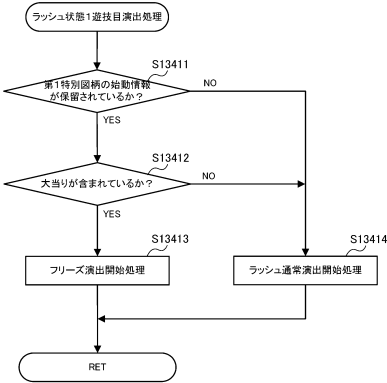 ラッシュ状態1遊技目演出処理
S13411
第1特別図柄の始動情報
が保留されているか?
NO
YES
S13412
大当りが含まれているか?
NO
YES
S13413
フリーズ演出開始処理
S13414
ラッシュ通常演出開始処理
RET